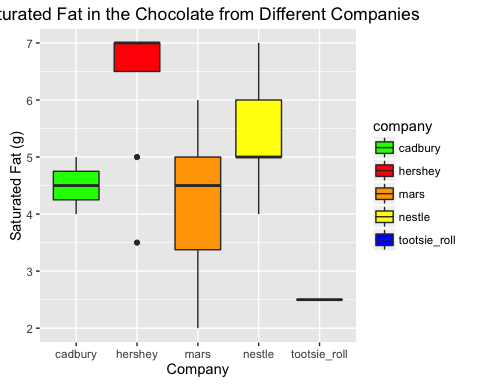 Fat in the Chocolate from Different Companies
7
6
5
4
3
2
Saturated Fat (g)
cadbury
hershey
mars
nestle
tootsie_roll
Company
company
cadbury
hershey
mars
nestle
tootsie_roll